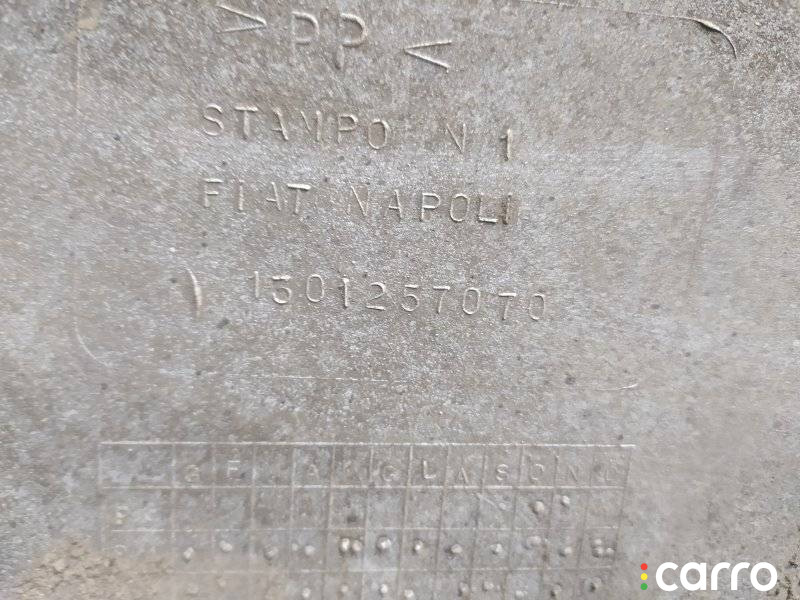 >PP<
STAMPO N 1
FIAT NAPOLI
1301257070
G F M A M G L A S O N D
carro